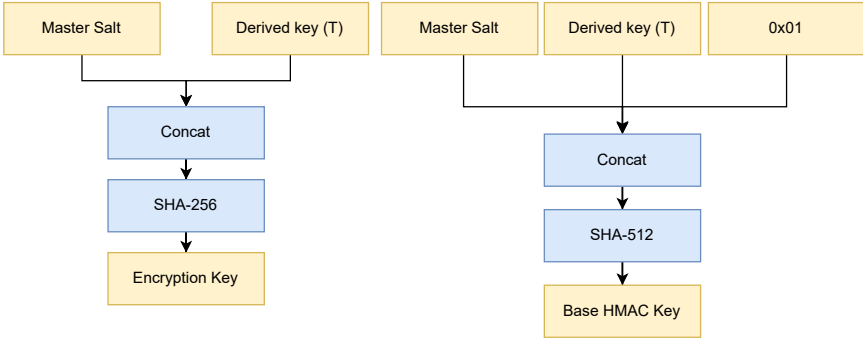 Master Salt
Derived key (T)
Concat
SHA-256
Encryption Key
Master Salt
Derived key (T)
0x01
Concat
SHA-512
Base HMAC Key